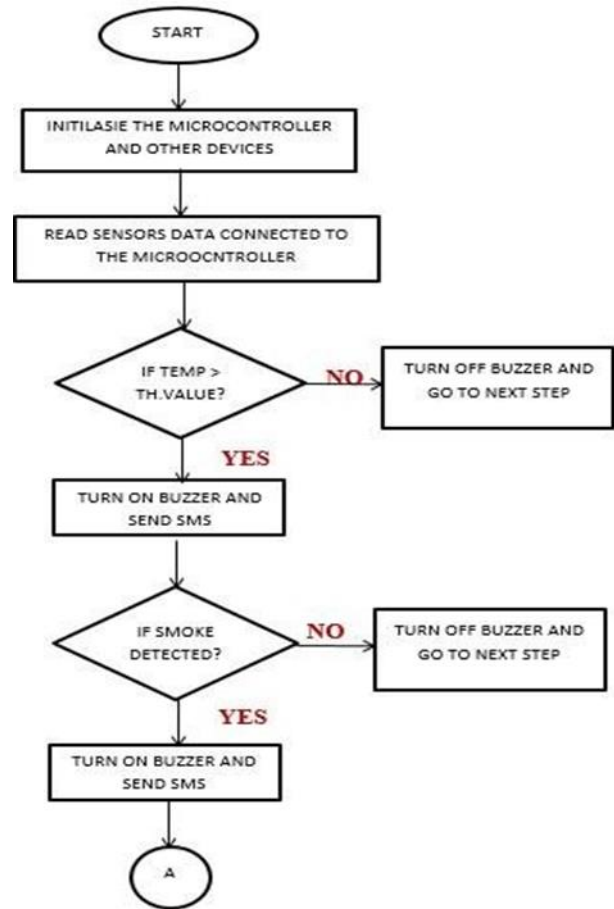 START
INITILASIE THE MICROCONTROLLER
AND OTHER DEVICES
READ SENSORS DATA CONNECTED TO
THE MICROOCNTROLLER
IF TEMP >
TH.VALUE?
NO
TURN OFF BUZZER AND
GO TO NEXT STEP
YES
TURN ON BUZZER AND
SEND SMS
IF SMOKE
DETECTED?
NO
TURN OFF BUZZER AND
GO TO NEXT STEP
YES
TURN ON BUZZER AND
SEND SMS
A